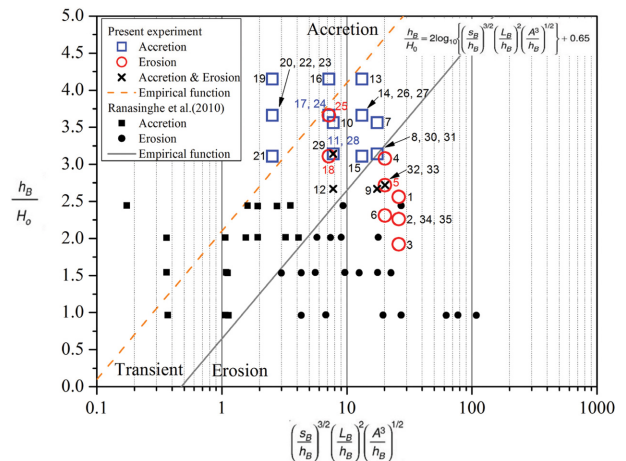 Accretion
h_B/H_0 = 2log10{(s_B/h_B)^3/2 (L_B/h_B)^2 (A^3/h_B)^1/2} + 0.65
Present experiment
Accretion
Erosion
Accretion & Erosion
Empirical function
Ranasinghe et al.(2010)
Accretion
Erosion
Empirical function
5.0
4.5
4.0
3.5
3.0
2.5
2.0
1.5
1.0
0.5
0.0
h_B/H_o
20, 22, 23
19
16
13
17, 24
25
14, 26, 27
10
7
11, 28
8, 30, 31
29
21
18
15
4
32, 33
12
9
5
1
6
2, 34, 35
3
Transient
Erosion
0.1
1
10
100
1000
(s_B/h_B)^3/2 (L_B/h_B)^2 (A^3/h_B)^1/2